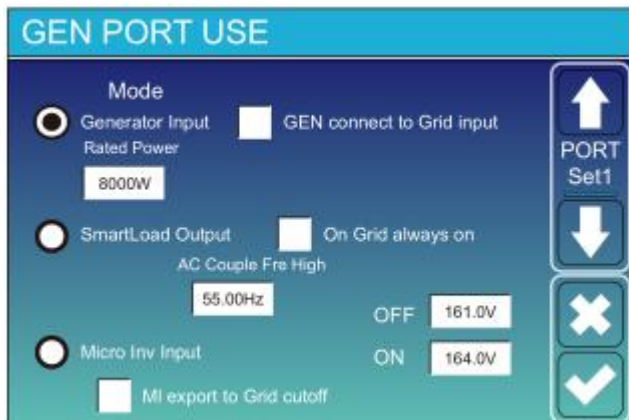 GEN PORT USE
Mode
Generator Input
GEN connect to Grid input
Rated Power
8000W
SmartLoad Output
On Grid always on
AC Couple Fre High
55.00Hz
OFF
161.0V
Micro Inv Input
ON
164.0V
MI export to Grid cutoff
PORT
Set1